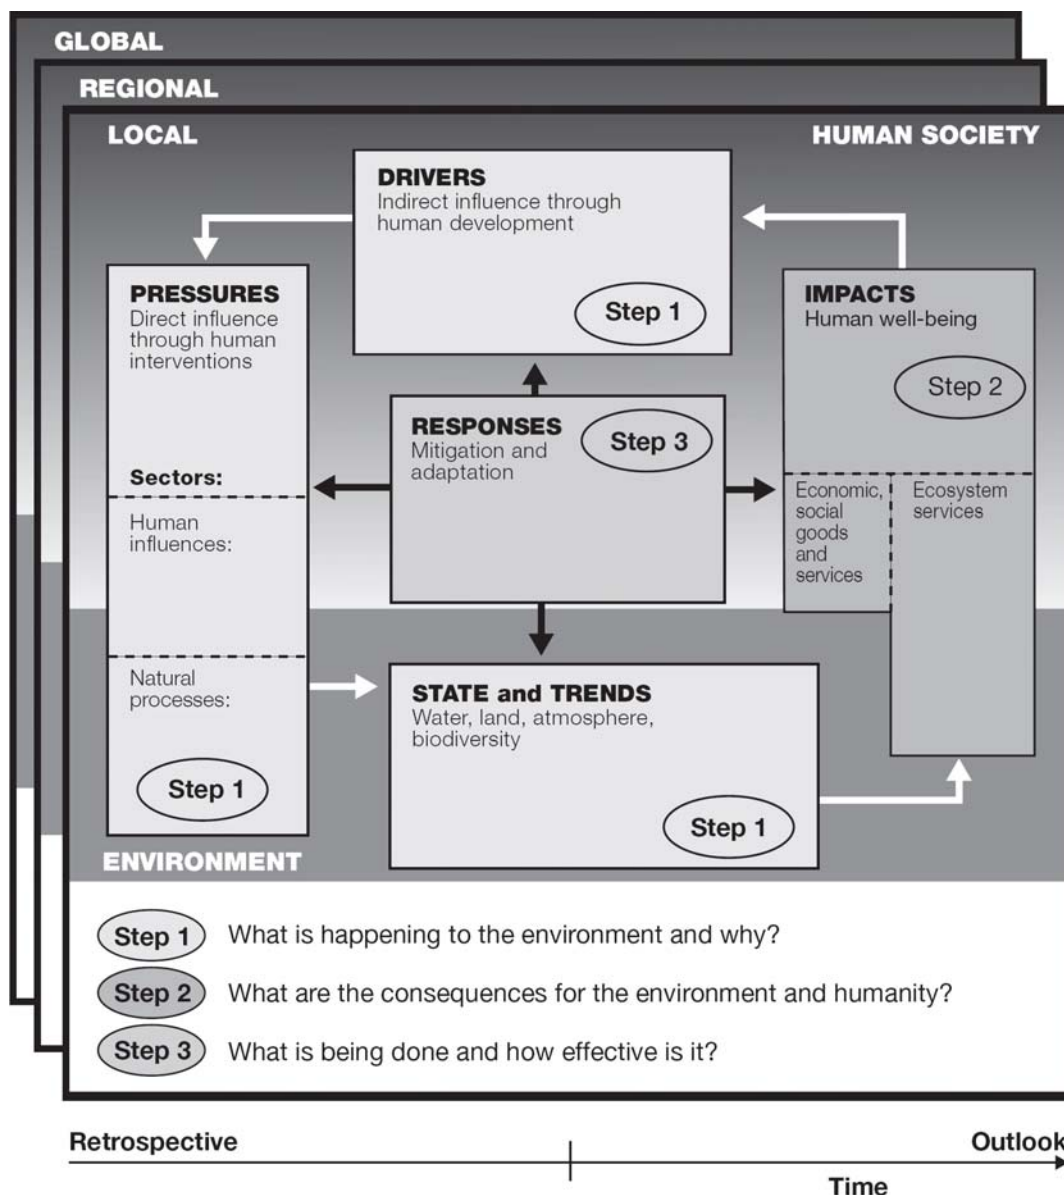 GLOBAL
REGIONAL
LOCAL
HUMAN SOCIETY
DRIVERS
Indirect influence through
human development
Step 1
PRESSURES
Direct influence
through human
interventions
Sectors:
Human
influences:
Natural
processes:
Step 1
RESPONSES
Mitigation and
adaptation
Step 3
IMPACTS
Human well-being
Step 2
Economic,
social
goods
and
services
Ecosystem
services
STATE and TRENDS
Water, land, atmosphere,
biodiversity
Step 1
ENVIRONMENT
Step 1 What is happening to the environment and why?
Step 2 What are the consequences for the environment and humanity?
Step 3 What is being done and how effective is it?
Retrospective
Outlook
Time